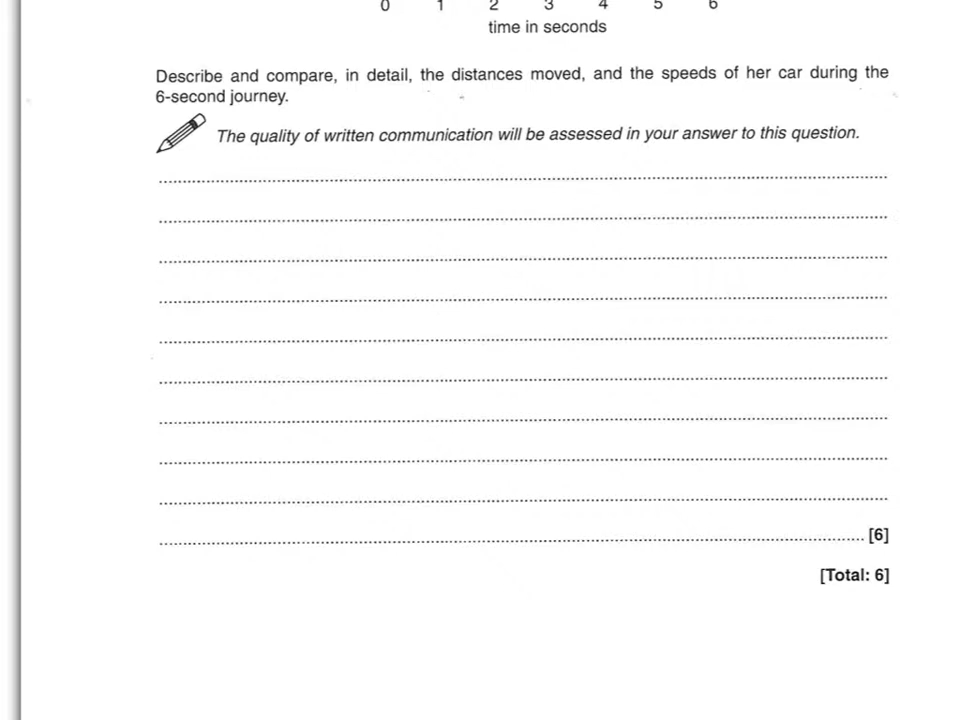 0 1 2 3 4 5 6
time in seconds
Describe and compare, in detail, the distances moved, and the speeds of her car during the
6-second journey.
The quality of written communication will be assessed in your answer to this question.
[6]
[Total: 6]